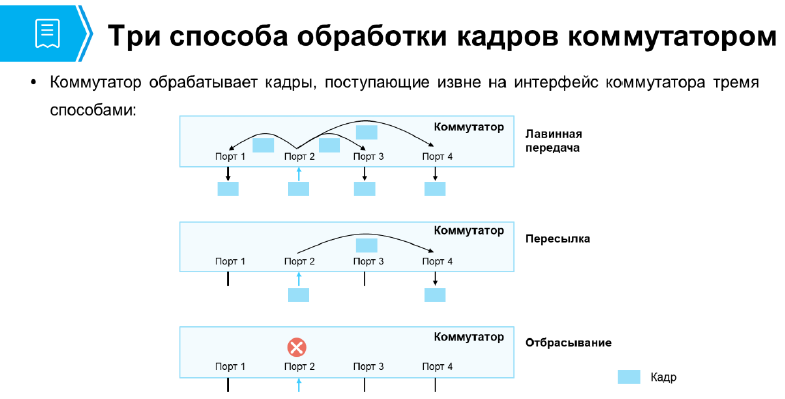 Три способа обработки кадров коммутатором
• Коммутатор обрабатывает кадры, поступающие извне на интерфейс коммутатора тремя
способами:
Коммутатор
Лавинная
передача
Порт 1 Порт 2 Порт 3 Порт 4
Коммутатор
Пересылка
Порт 1 Порт 2 Порт 3 Порт 4
Коммутатор
Отбрасывание
Порт 1 Порт 2 Порт 3 Порт 4
Кадр